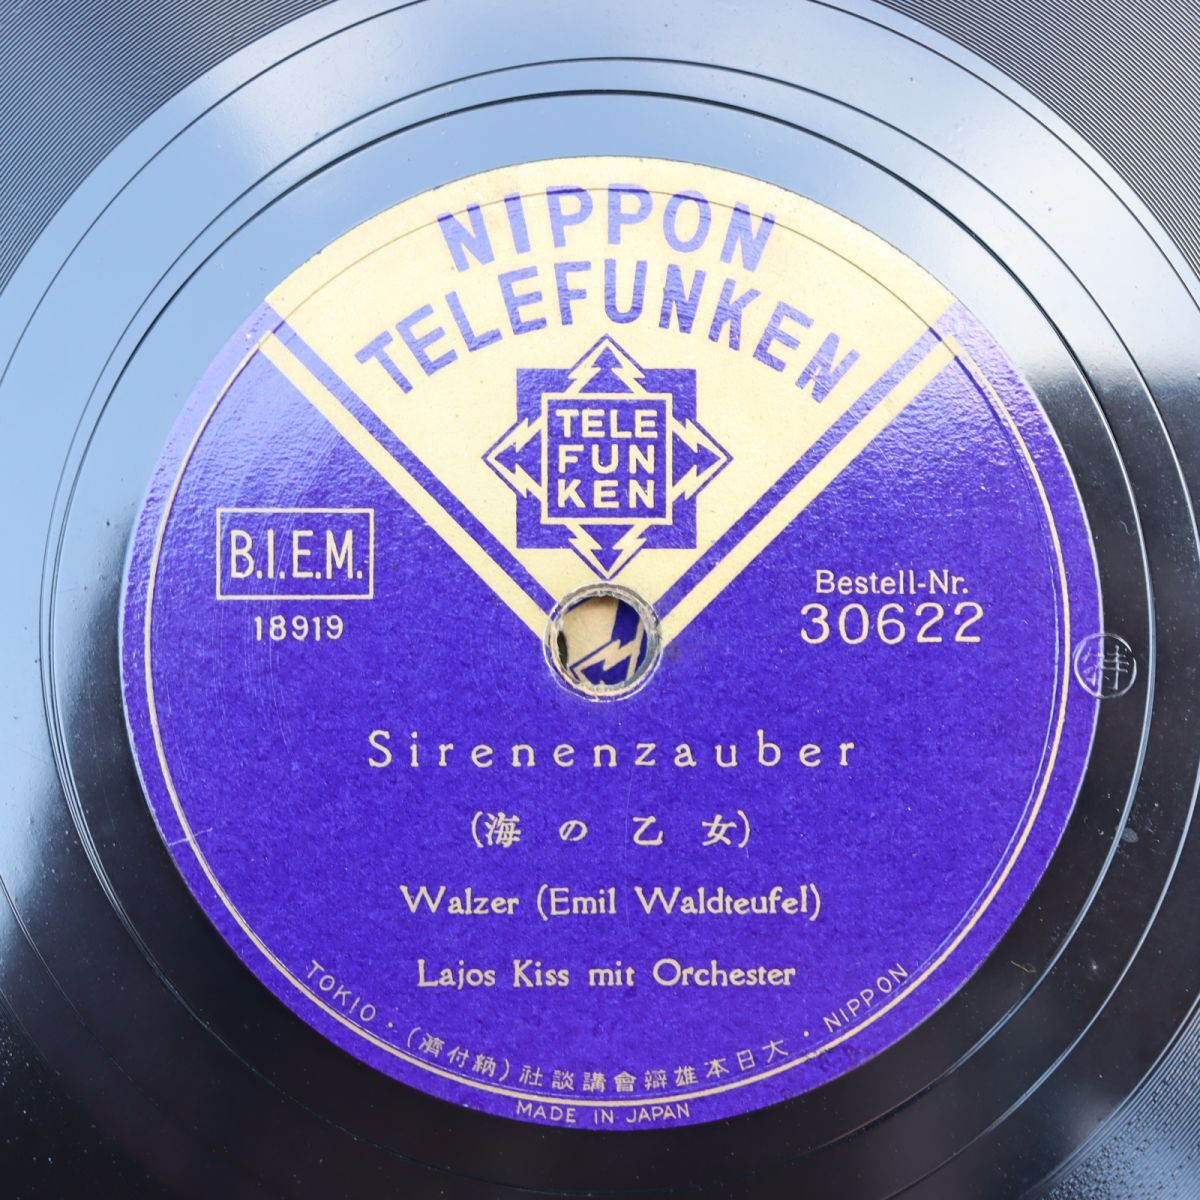 NIPPON
TELEFUNKEN
TELE
FUN
KEN
B.I.E.M.
18919
Bestell-Nr.
30622
特
Sirenenzauber
(海の乙女)
Walzer (Emil Waldteufel)
Lajos Kiss mit Orchester
TOKIO · (濟付納) 社談講會辯雄本日大 · NIPPON
MADE IN JAPAN